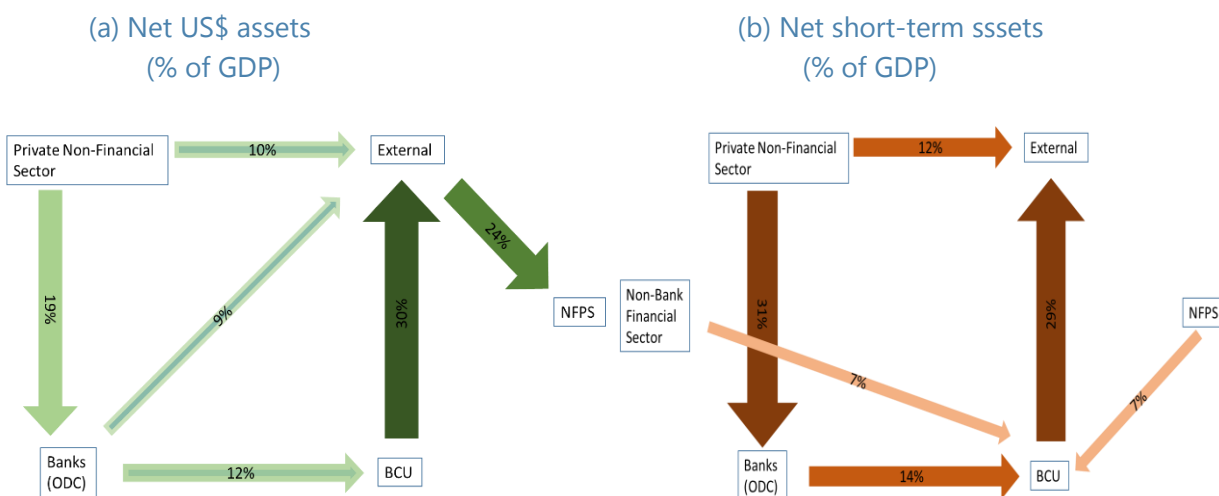 (a) Net US$ assets
(% of GDP)
Private Non-Financial
Sector
10%
External
24%
19%
9%
30%
NFPS
Banks
(ODC)
12%
BCU
(b) Net short-term sssets
(% of GDP)
Private Non-Financial
Sector
12%
External
Non-Bank
Financial
Sector
31%
29%
NFPS
7%
7%
Banks
(ODC)
14%
BCU